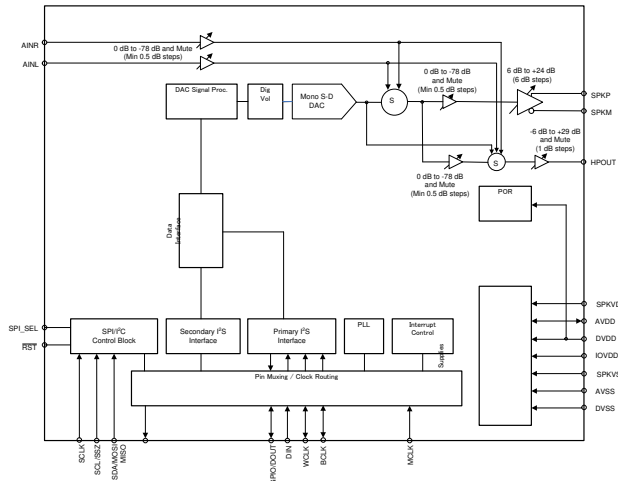 AINR
AINL
0 dB to -78 dB and Mute
(Min 0.5 dB steps)
DAC Signal Proc.
Dig
Vol
Mono S-D
DAC
S
0 dB to -78 dB
and Mute
(Min 0.5 dB steps)
6 dB to +24 dB
(6 dB steps)
SPKP
SPKM
-6 dB to +29 dB
and Mute
(1 dB steps)
S
HPOUT
0 dB to -78 dB
and Mute
(Min 0.5 dB steps)
POR
Data
Interface
SPI_SEL
RST
SPI/I²C
Control Block
Secondary I²S
Interface
Primary I²S
Interface
PLL
Interrupt
Control
Supplies
SPKVD
AVDD
DVDD
IOVDD
SPKVS
AVSS
DVSS
Pin Muxing / Clock Routing
SCLK
SCL/SSZ
SDA/MOSI
MISO
PIO/DOUT
DIN
WCLK
BCLK
MCLK